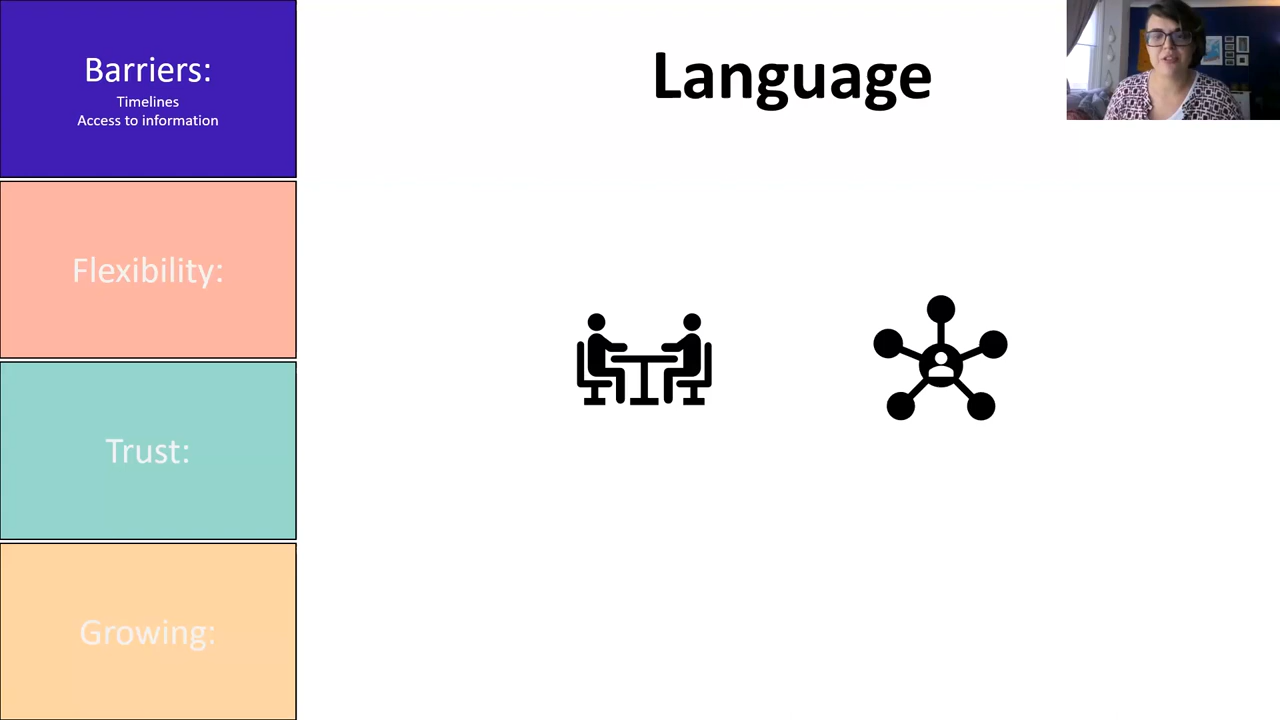 Barriers:
Timelines
Access to information
Flexibility:
Trust:
Growing:
Language